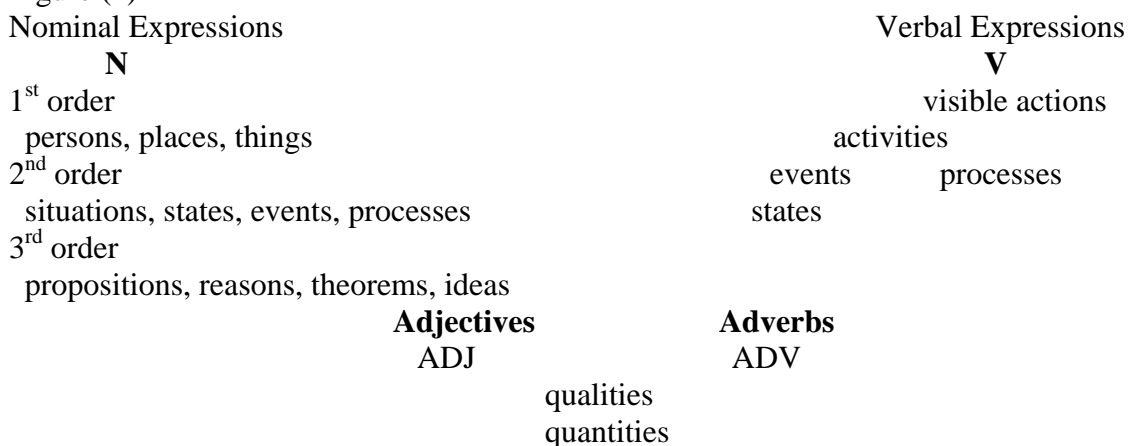 Nominal Expressions Verbal Expressions
N V
1st order visible actions
persons, places, things activities
2nd order events processes
situations, states, events, processes states
3rd order
propositions, reasons, theorems, ideas
Adjectives Adverbs
ADJ ADV
qualities
quantities